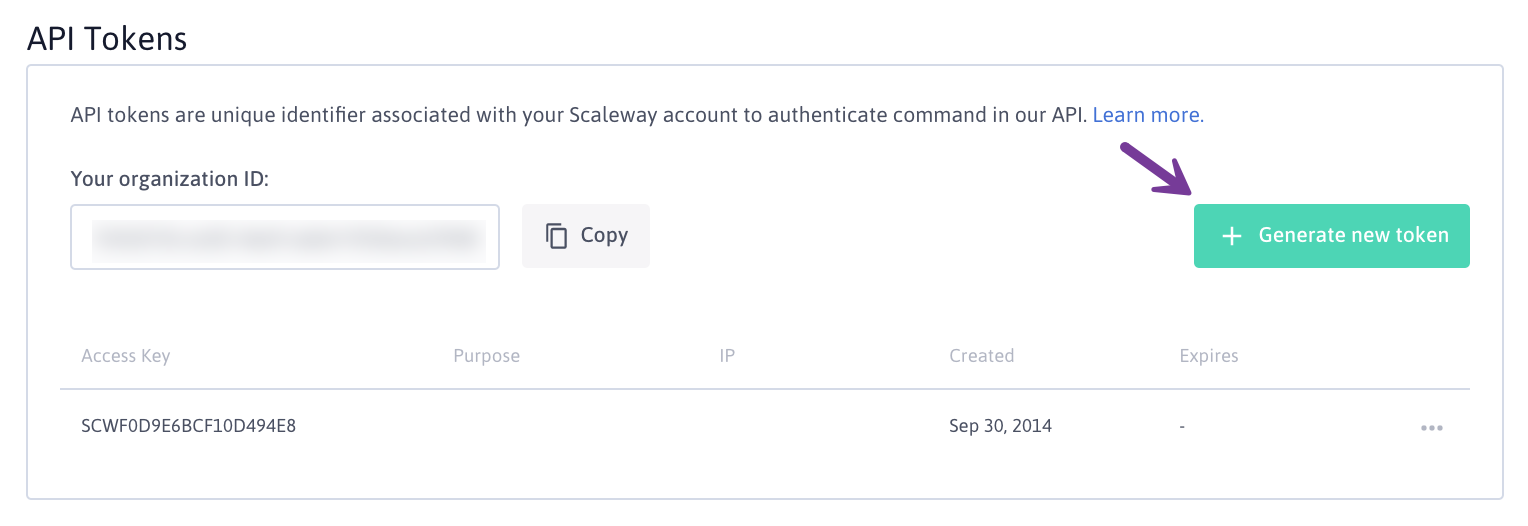 API Tokens
API tokens are unique identifier associated with your Scaleway account to authenticate command in our API. Learn more.
Your organization ID:
Copy
Generate new token
Access Key Purpose IP Created Expires
SCWF0D9E6BCF10D494E8 Sep 30, 2014 -